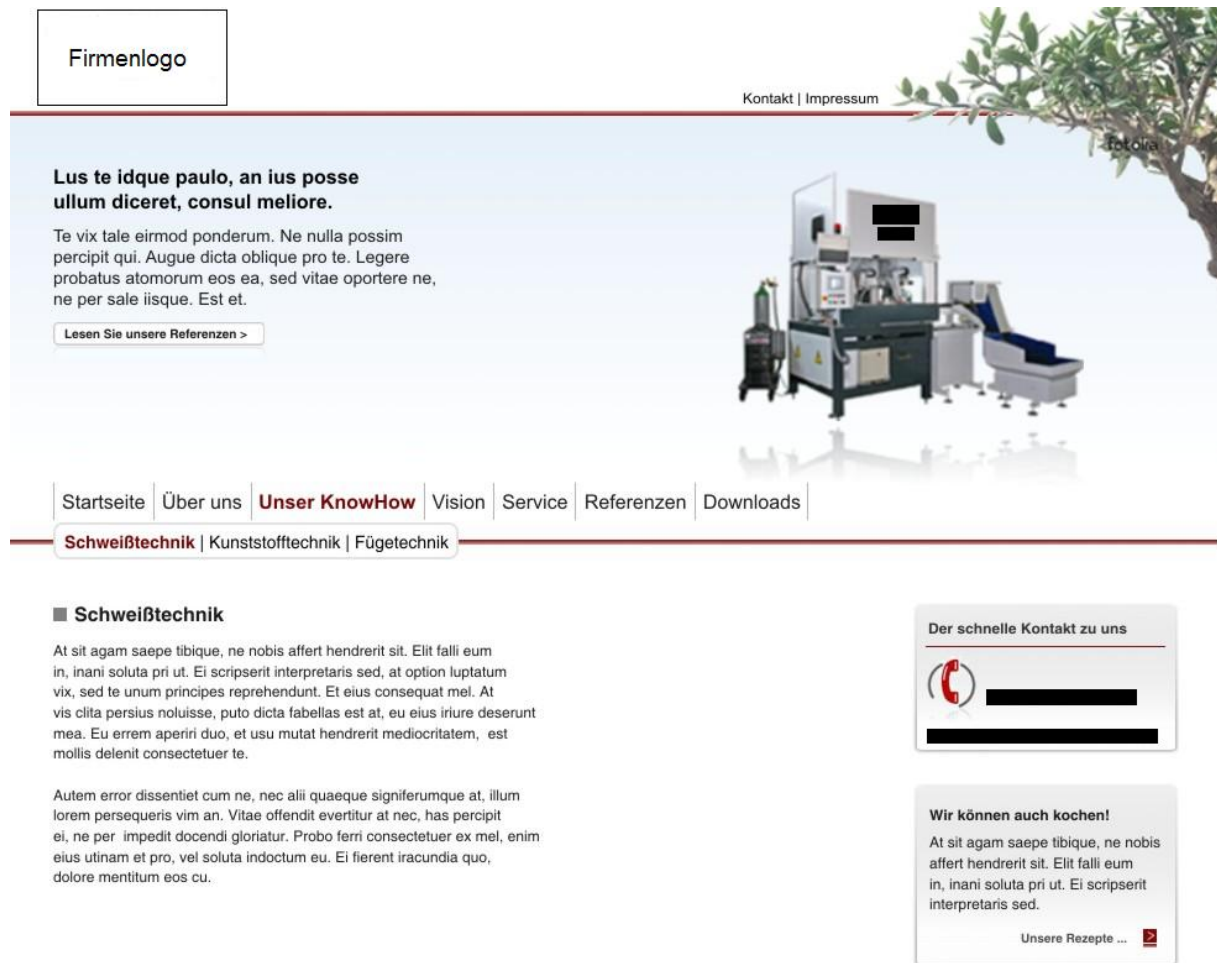 Firmenlogo
Kontakt | Impressum
fotolia
Lus te idque paulo, an ius posse
ullum diceret, consul meliore.
Te vix tale eirmod ponderum. Ne nulla possim
percipit qui. Augue dicta oblique pro te. Legere
probatus atomorum eos ea, sed vitae oportere ne,
ne per sale iisque. Est et.
Lesen Sie unsere Referenzen >
Startseite Über uns Unser KnowHow Vision Service Referenzen Downloads
Schweißtechnik | Kunststofftechnik | Fügetechnik
Schweißtechnik
At sit agam saepe tibique, ne nobis affert hendrerit sit. Elit falli eum
in, inani soluta pri ut. Ei scripserit interpretaris sed, at option luptatum
vix, sed te unum principes reprehendunt. Et eius consequat mel. At
vis clita persius noluisse, puto dicta fabellas est at, eu eius iriure deserunt
mea. Eu errem aperiri duo, et usu mutat hendrerit mediocritatem, est
mollis delenit consectetuer te.
Autem error dissentiet cum ne, nec alii quaeque signiferumque at, illum
lorem persequeris vim an. Vitae offendit evertitur at nec, has percipit
ei, ne per impedit docendi gloriatur. Probo ferri consectetuer ex mel, enim
eius utinam et pro, vel soluta indoctum eu. Ei fierent iracundia quo,
dolore mentitum eos cu.
Der schnelle Kontakt zu uns
Wir können auch kochen!
At sit agam saepe tibique, ne nobis
affert hendrerit sit. Elit falli eum
in, inani soluta pri ut. Ei scripserit
interpretaris sed.
Unsere Rezepte ... >